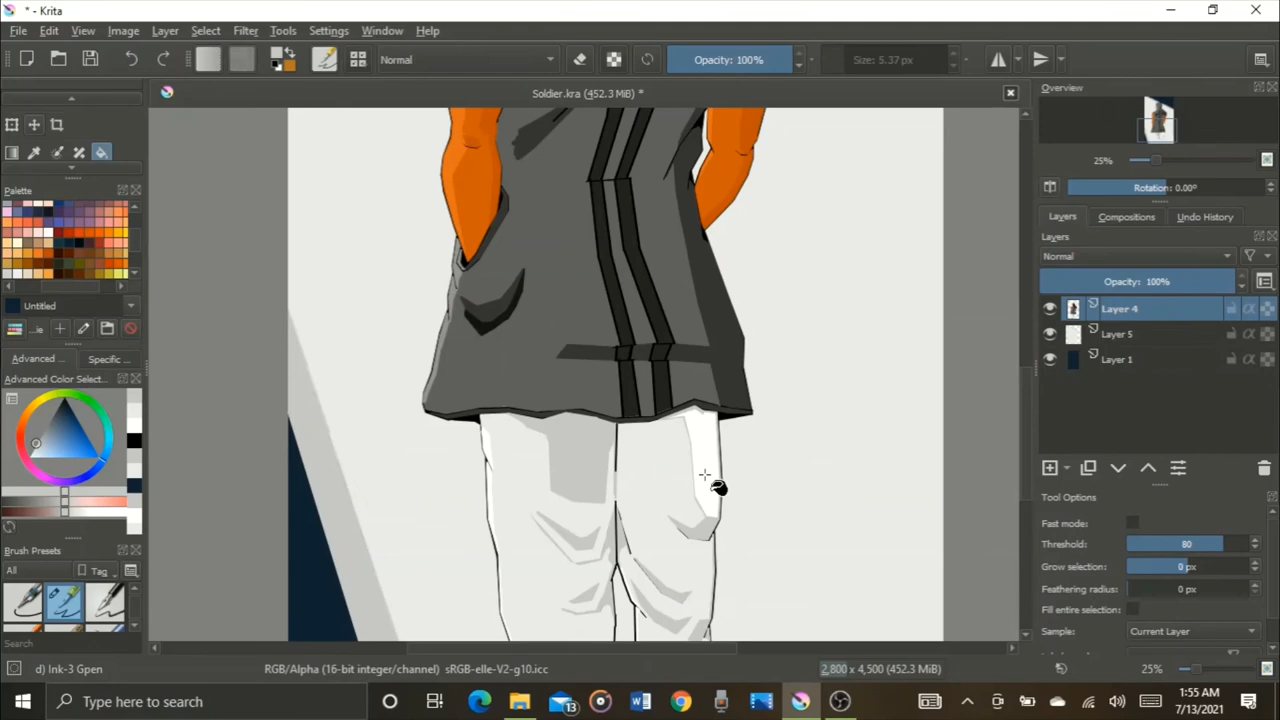 * - Krita
File Edit View Image Layer Select Filter Tools Settings Window Help
Normal
Opacity: 100%
Size: 5.37 px
Soldier.kra (452.3 MiB) *
Overview
25%
Rotation: 0.00°
Palette
Layers Compositions Undo History
Layers
Normal
Opacity: 100%
Layer 4
Untitled
Layer 5
...ie
Advanced ... Specific ...
Layer 1
Advanced Color Select...
Tool Options
Fast mode:
Threshold: 80
Brush Presets
Grow selection: 0 px
All Tag
Feathering radius: 0 px
Fill entire selection:
Sample: Current Layer
Search
d) Ink-3 Gpen RGB/Alpha (16-bit integer/channel) sRGB-elle-V2-g10.icc 2,800 x 4,500 (452.3 MiB) 25%
Type here to search
13
1:55 AM
7/13/2021